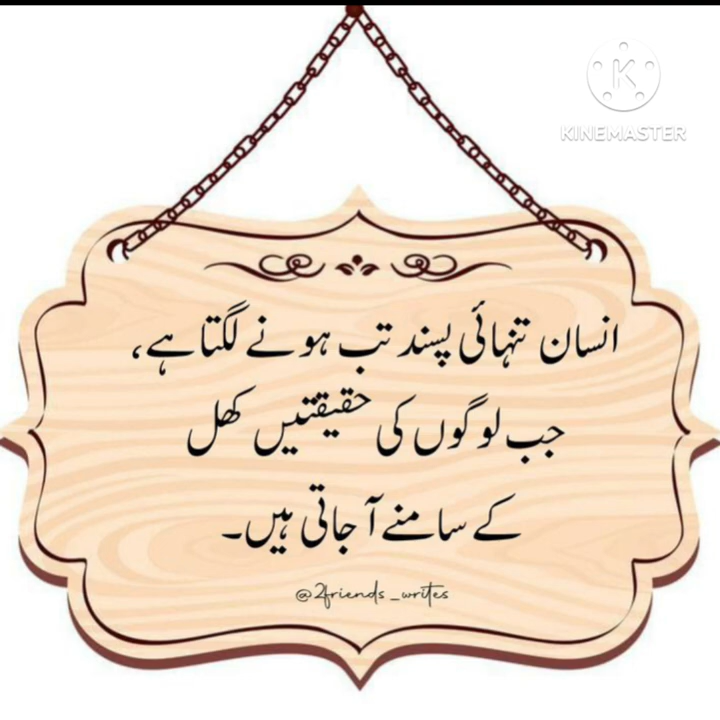 KINEMASTER
انسان تنہائی پسند تب ہونے لگتا ہے،
جب لوگوں کی حقیقتیں کھل
کے سامنے آ جاتی ہیں۔
@2friends_writes